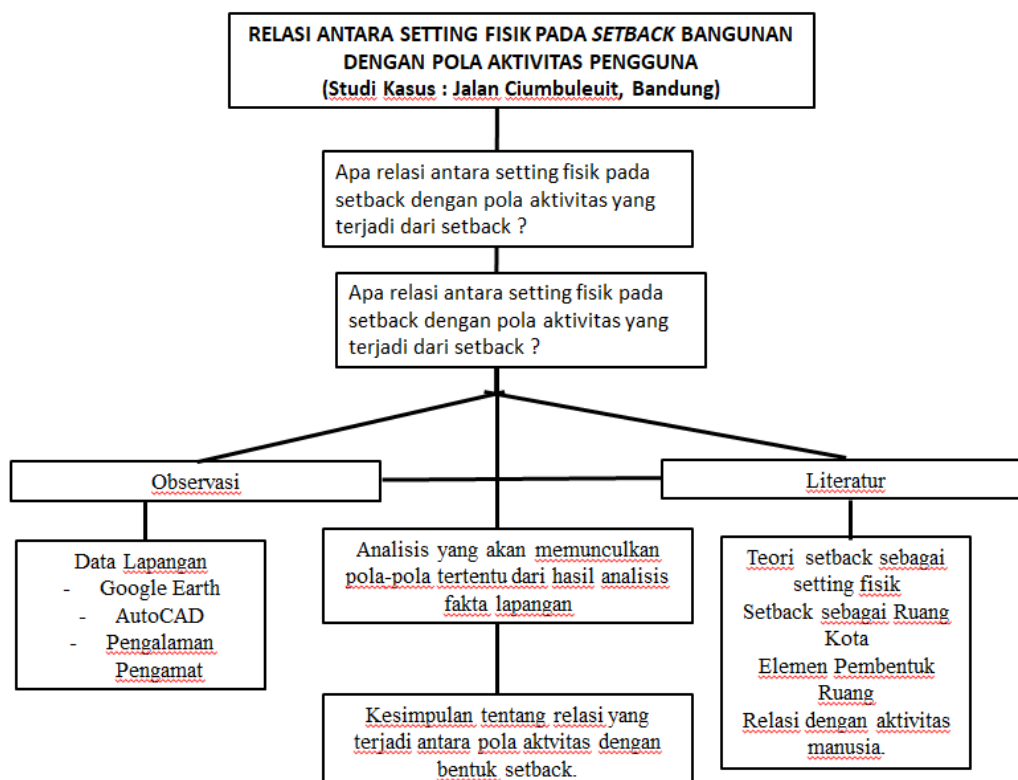 RELASI ANTARA SETTING FISIK PADA SETBACK BANGUNAN
DENGAN POLA AKTIVITAS PENGGUNA
(Studi Kasus : Jalan Ciumbuleuit, Bandung)
Apa relasi antara setting fisik pada
setback dengan pola aktivitas yang
terjadi dari setback ?
Apa relasi antara setting fisik pada
setback dengan pola aktivitas yang
terjadi dari setback ?
Observasi
Literatur
Data Lapangan
- Google Earth
- AutoCAD
- Pengalaman
Pengamat
Analisis yang akan memunculkan
pola-pola tertentu dari hasil analisis
fakta lapangan
Teori setback sebagai
setting fisik
Setback sebagai Ruang
Kota
Elemen Pembentuk
Ruang
Relasi dengan aktivitas
manusia.
Kesimpulan tentang relasi yang
terjadi antara pola aktvitas dengan
bentuk setback.